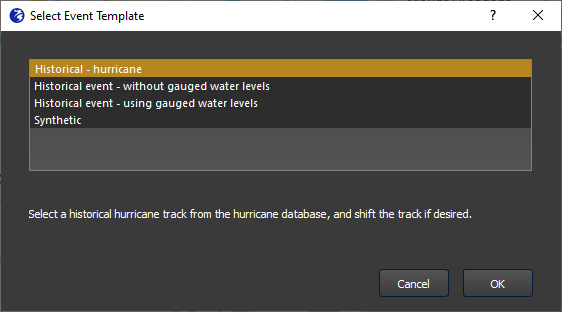 Select Event Template
?
Historical - hurricane
Historical event - without gauged water levels
Historical event - using gauged water levels
Synthetic
Select a historical hurricane track from the hurricane database, and shift the track if desired.
Cancel OK